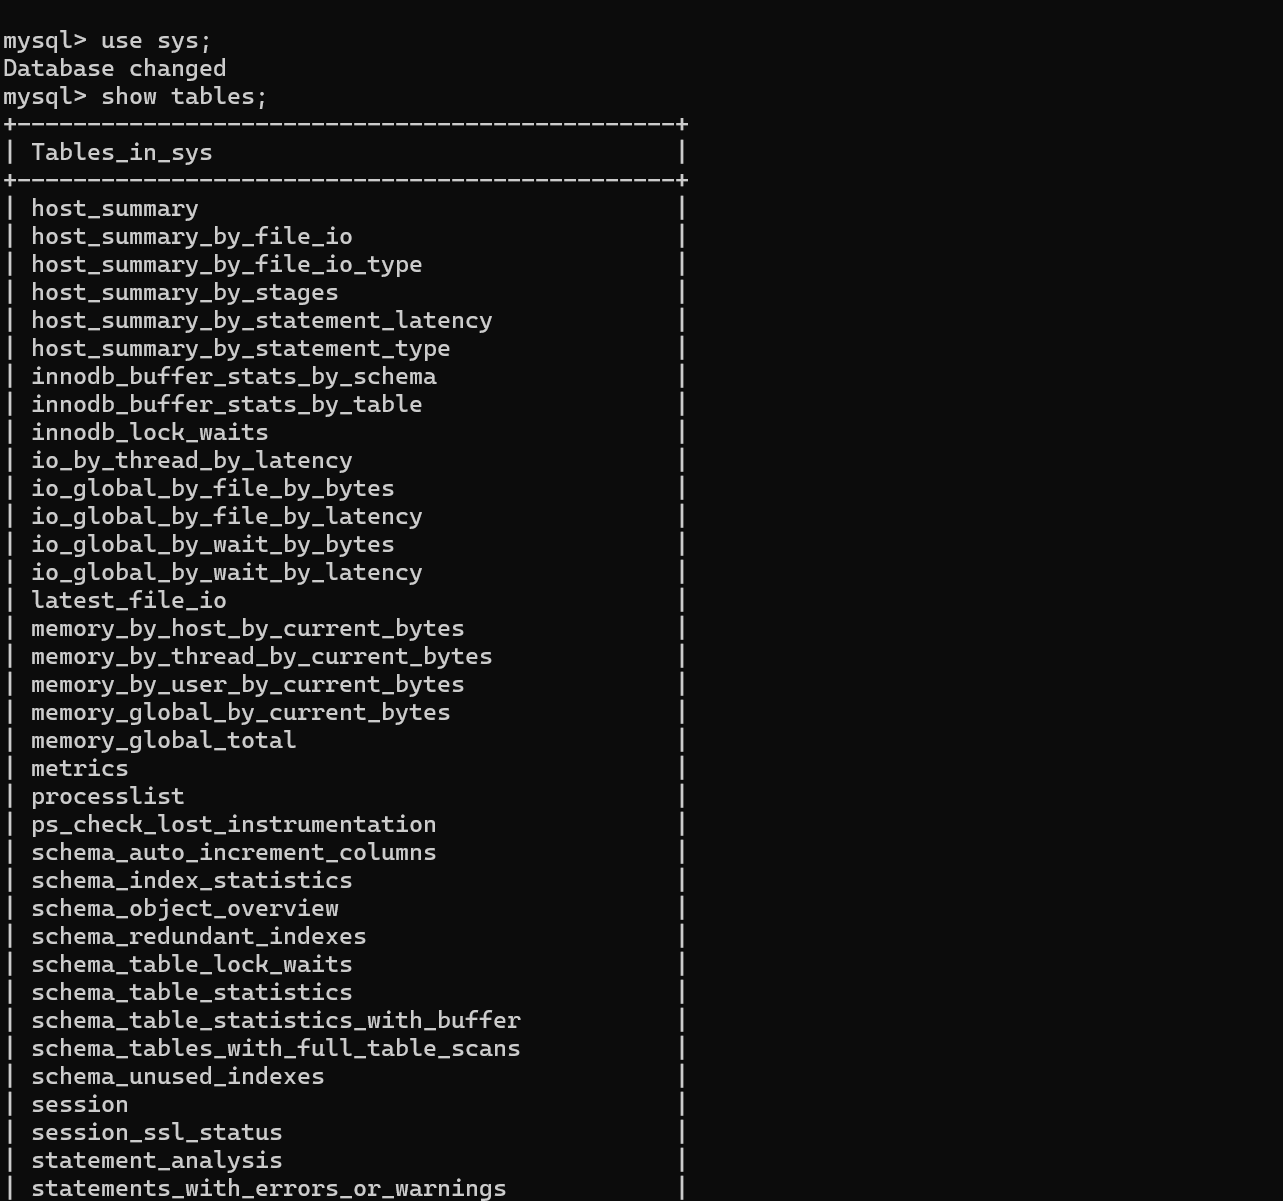 mysql> use sys;
Database changed
mysql> show tables;
+-----------------------------------------------+
| Tables_in_sys                                 |
+-----------------------------------------------+
| host_summary                                  |
| host_summary_by_file_io                       |
| host_summary_by_file_io_type                  |
| host_summary_by_stages                        |
| host_summary_by_statement_latency             |
| host_summary_by_statement_type                |
| innodb_buffer_stats_by_schema                 |
| innodb_buffer_stats_by_table                  |
| innodb_lock_waits                             |
| io_by_thread_by_latency                       |
| io_global_by_file_by_bytes                    |
| io_global_by_file_by_latency                  |
| io_global_by_wait_by_bytes                    |
| io_global_by_wait_by_latency                  |
| latest_file_io                                |
| memory_by_host_by_current_bytes               |
| memory_by_thread_by_current_bytes             |
| memory_by_user_by_current_bytes               |
| memory_global_by_current_bytes                |
| memory_global_total                           |
| metrics                                       |
| processlist                                   |
| ps_check_lost_instrumentation                 |
| schema_auto_increment_columns                 |
| schema_index_statistics                       |
| schema_object_overview                        |
| schema_redundant_indexes                      |
| schema_table_lock_waits                       |
| schema_table_statistics                       |
| schema_table_statistics_with_buffer           |
| schema_tables_with_full_table_scans           |
| schema_unused_indexes                         |
| session                                       |
| session_ssl_status                            |
| statement_analysis                            |
| statements_with_errors_or_warnings            |